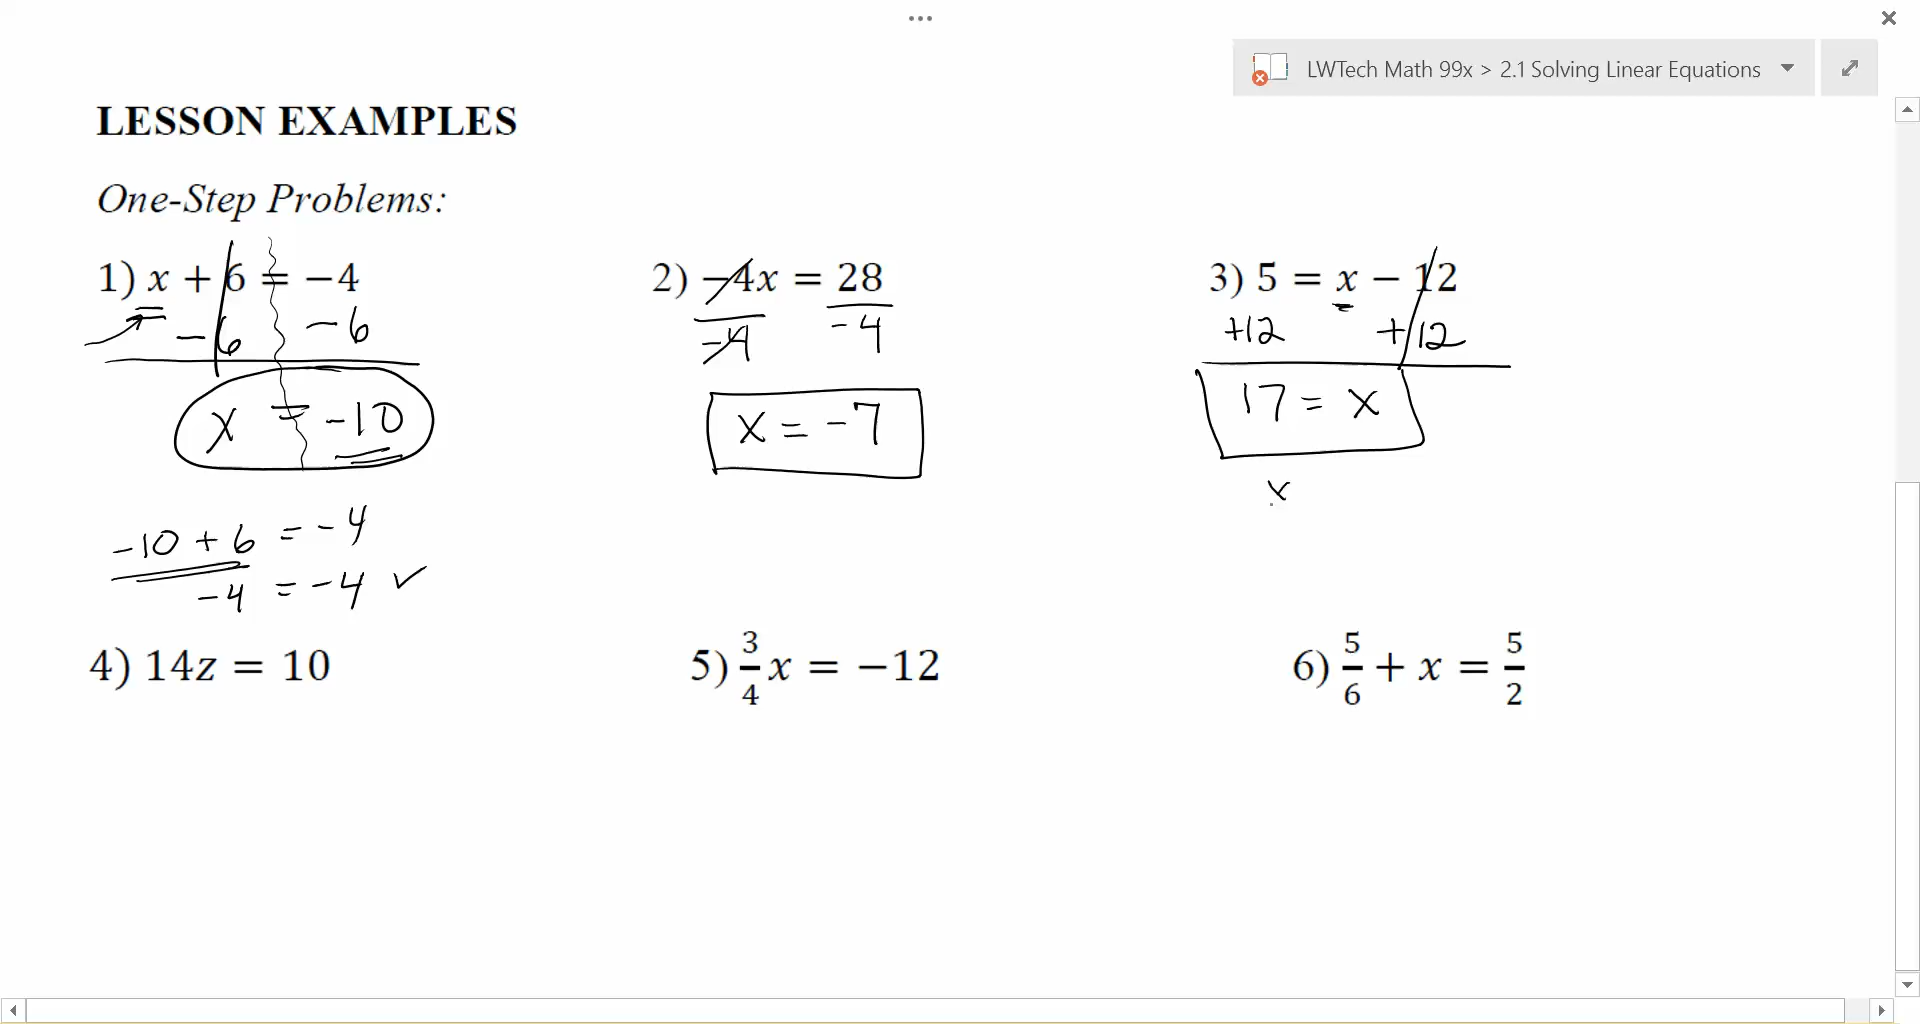 LWTech Math 99x > 2.1 Solving Linear Equations
LESSON EXAMPLES
One-Step Problems:
1) x + 6 = −4
−6 −6
x = −10
−10 + 6 = −4
−4 = −4 ✓
2) −4x = 28
−4 −4
x = −7
3) 5 = x − 12
+12 +12
17 = x
x
4) 14z = 10
5) 3/4 x = −12
6) 5/6 + x = 5/2